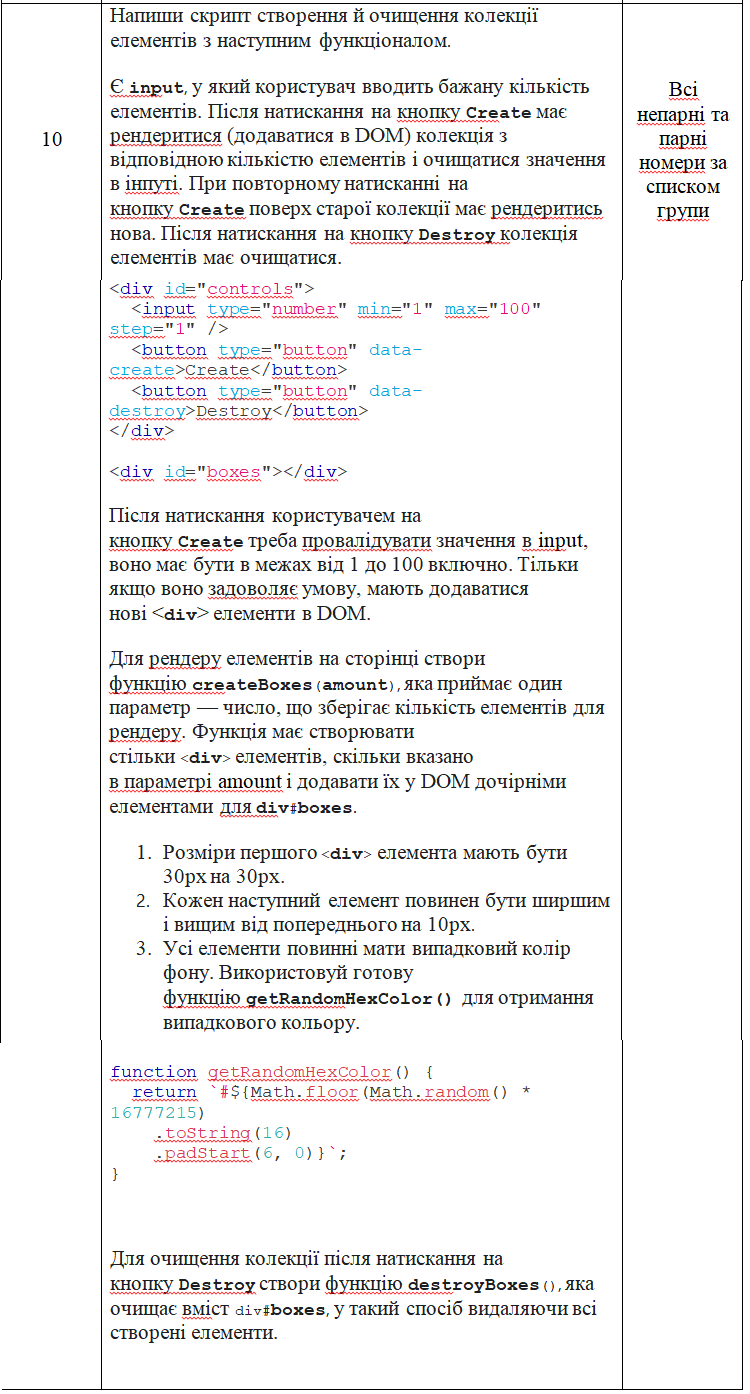 Напиши скрипт створення й очищення колекції
елементів з наступним функціоналом.
Є input, у який користувач вводить бажану кількість
елементів. Після натискання на кнопку Create має
рендеритися (додаватися в DOM) колекція з
відповідною кількістю елементів і очищатися значення
в інпуті. При повторному натисканні на
кнопку Create поверх старої колекції має рендеритись
нова. Після натискання на кнопку Destroy колекція
елементів має очищатися.
10
Всі
непарні та
парні
номери за
списком
групи
<div id="controls">
<input type="number" min="1" max="100"
step="1" />
<button type="button" data-
create>Create</button>
<button type="button" data-
destroy>Destroy</button>
</div>
<div id="boxes"></div>
Після натискання користувачем на
кнопку Create треба провалідувати значення в input,
воно має бути в межах від 1 до 100 включно. Тільки
якщо воно задоволяє умову, мають додаватися
нові <div> елементи в DOM.
Для рендеру елементів на сторінці створи
функцію createBoxes(amount), яка приймає один
параметр — число, що зберігає кількість елементів для
рендеру. Функція має створювати
стільки <div> елементів, скільки вказано
в параметрі amount і додавати їх у DOM дочірніми
елементами для div#boxes.
1. Розміри першого <div> елемента мають бути
30px на 30px.
2. Кожен наступний елемент повинен бути ширшим
і вищим від попереднього на 10px.
3. Усі елементи повинні мати випадковий колір
фону. Використовуй готову
функцію getRandomHexColor() для отримання
випадкового кольору.
function getRandomHexColor() {
return `#${Math.floor(Math.random() *
16777215)
.toString(16)
.padStart(6, 0)}`;
}
Для очищення колекції після натискання на
кнопку Destroy створи функцію destroyBoxes(), яка
очищає вміст div#boxes, у такий спосіб видаляючи всі
створені елементи.